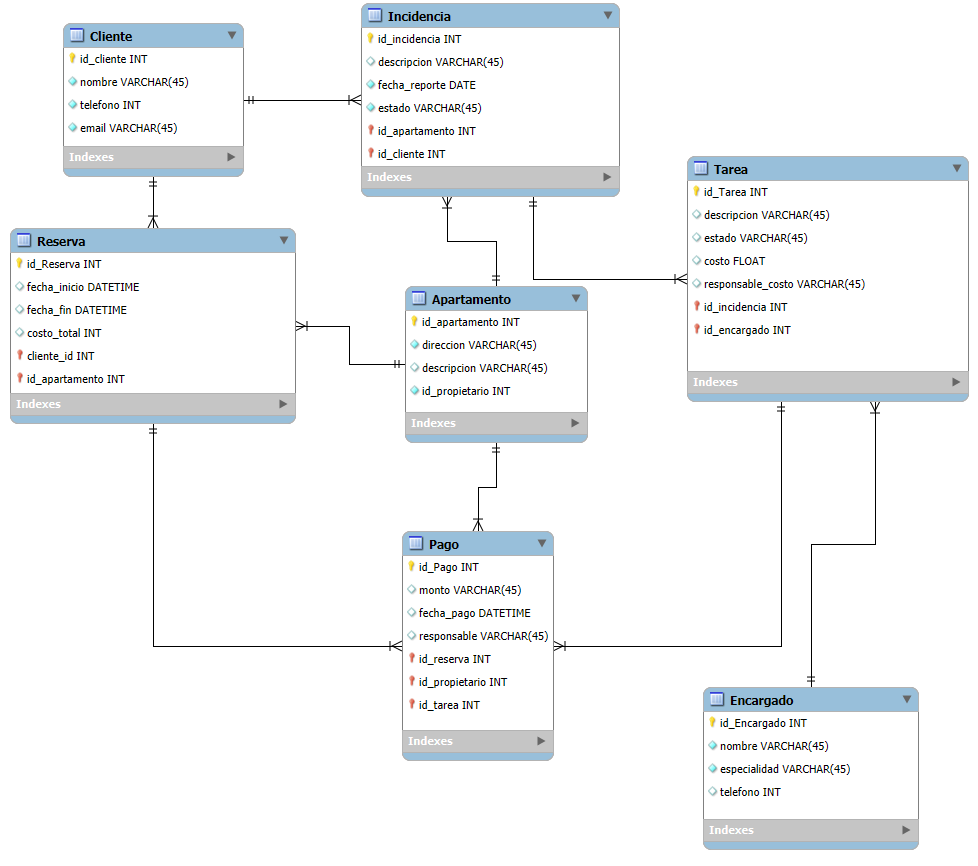 Cliente
id_cliente INT
nombre VARCHAR(45)
telefono INT
email VARCHAR(45)
Indexes
Incidencia
id_incidencia INT
descripcion VARCHAR(45)
fecha_reporte DATE
estado VARCHAR(45)
id_apartamento INT
id_cliente INT
Indexes
Tarea
id_Tarea INT
descripcion VARCHAR(45)
estado VARCHAR(45)
costo FLOAT
responsable_costo VARCHAR(45)
id_incidencia INT
id_encargado INT
Indexes
Reserva
id_Reserva INT
fecha_inicio DATETIME
fecha_fin DATETIME
costo_total INT
cliente_id INT
id_apartamento INT
Indexes
Apartamento
id_apartamento INT
direccion VARCHAR(45)
descripcion VARCHAR(45)
id_propietario INT
Indexes
Pago
id_Pago INT
monto VARCHAR(45)
fecha_pago DATETIME
responsable VARCHAR(45)
id_reserva INT
id_propietario INT
id_tarea INT
Indexes
Encargado
id_Encargado INT
nombre VARCHAR(45)
especialidad VARCHAR(45)
telefono INT
Indexes